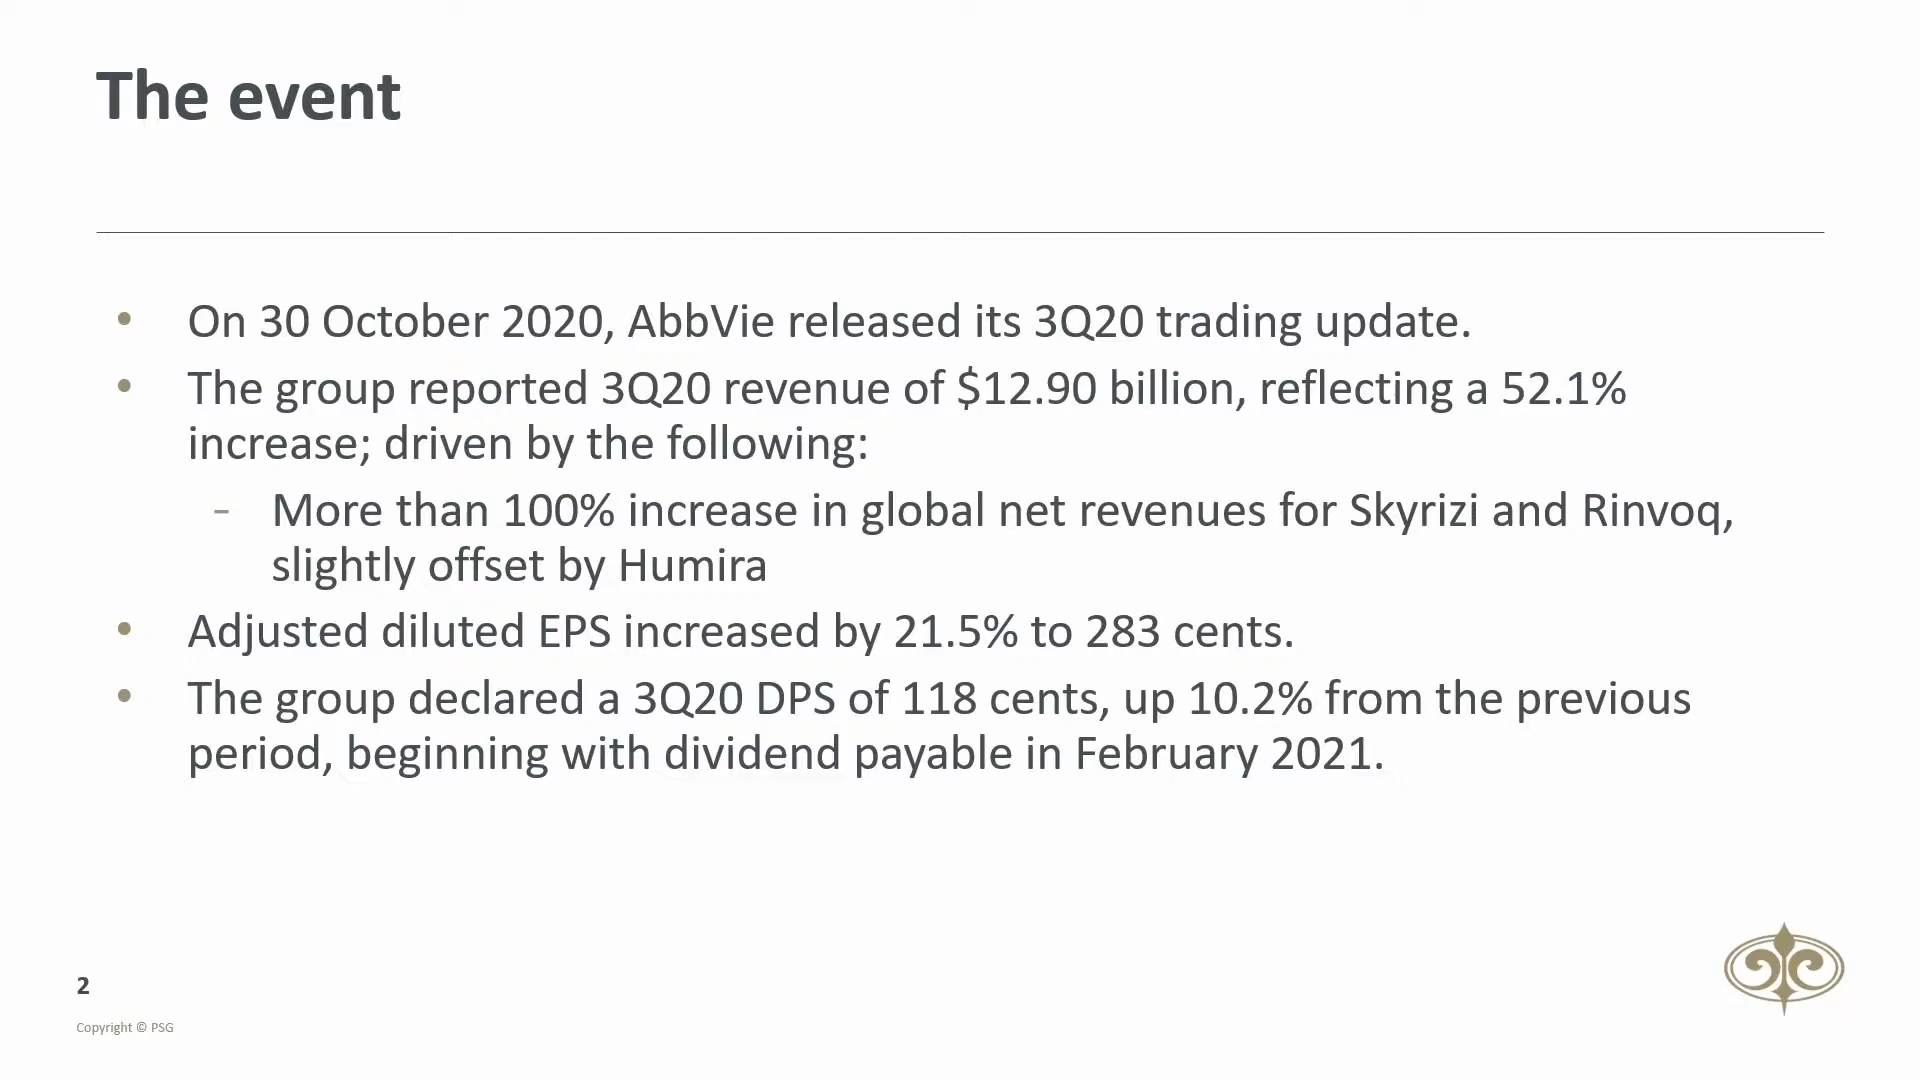 The event
• On 30 October 2020, AbbVie released its 3Q20 trading update.
• The group reported 3Q20 revenue of $12.90 billion, reflecting a 52.1%
increase; driven by the following:
- More than 100% increase in global net revenues for Skyrizi and Rinvoq,
slightly offset by Humira
• Adjusted diluted EPS increased by 21.5% to 283 cents.
• The group declared a 3Q20 DPS of 118 cents, up 10.2% from the previous
period, beginning with dividend payable in February 2021.
2
Copyright © PSG